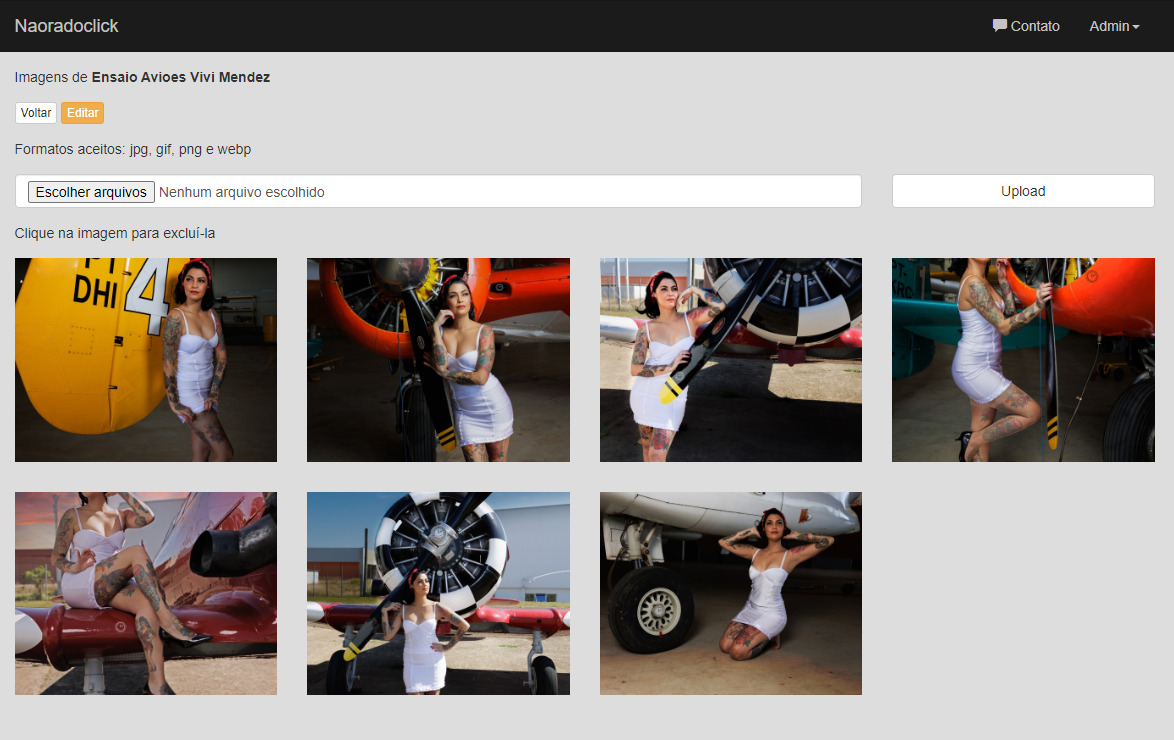 Naoradoclick
Contato
Admin
Imagens de Ensaio Avioes Vivi Mendez
Voltar
Editar
Formatos aceitos: jpg, gif, png e webp
Escolher arquivos Nenhum arquivo escolhido
Upload
Clique na imagem para excluí-la
DHI
4